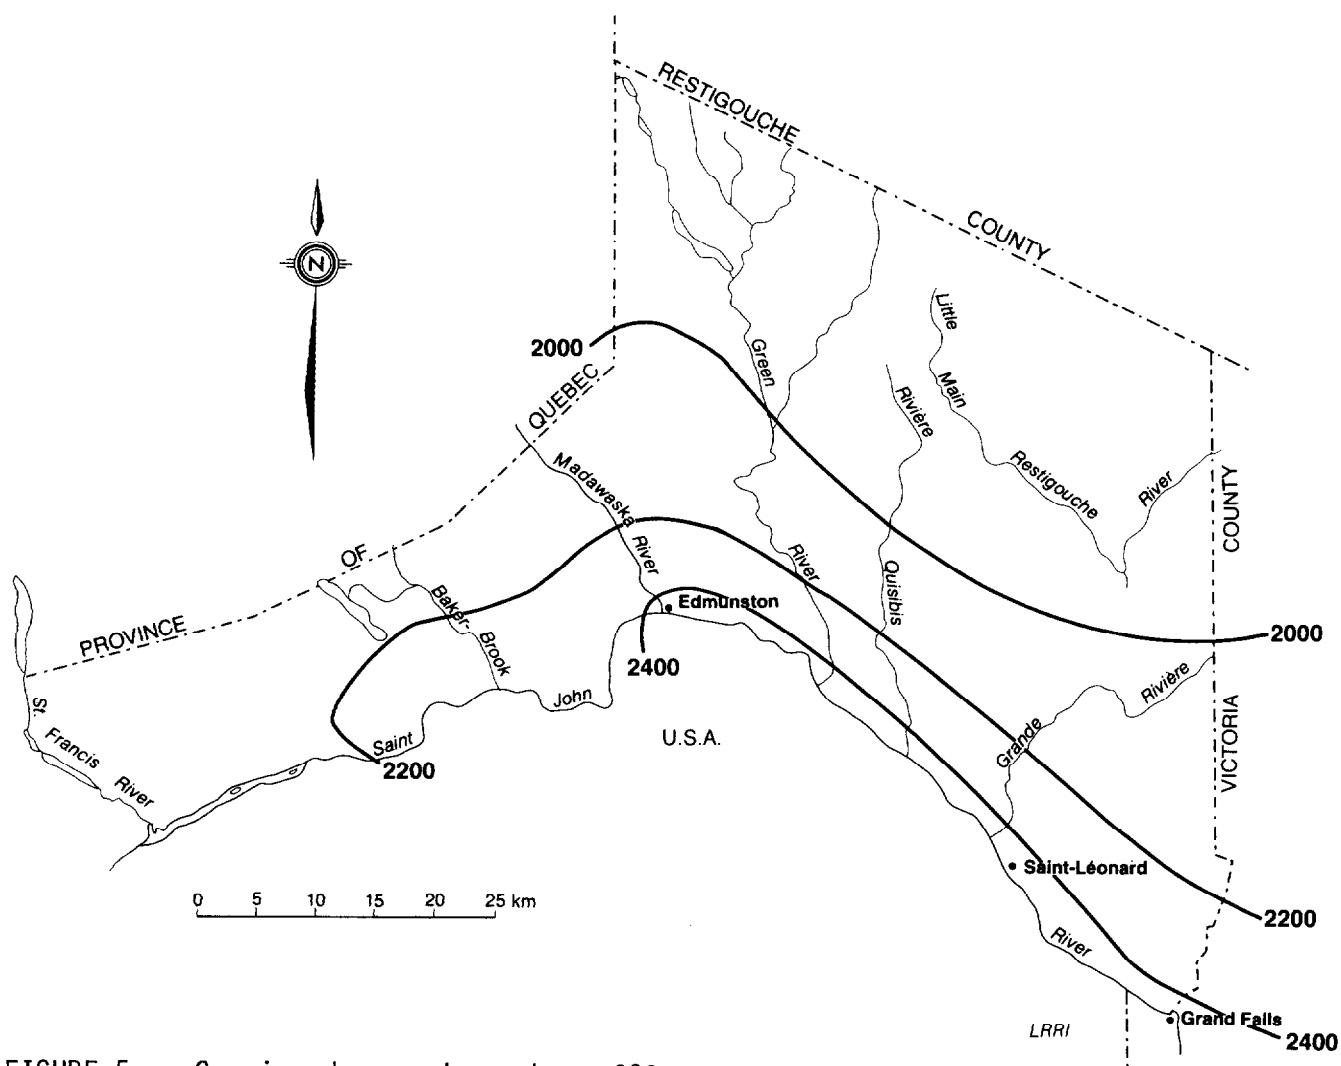 RESTIGOUCHE
COUNTY
N
2000
QUEBEC
Green
Little
Main
Rivière
Restigouche
River
COUNTY
Madawaska
River
OF
PROVINCE
Baker-
Brook
River
Quisibis
Edmunston
2400
2000
St.
Francis
River
Saint
John
2200
U.S.A.
Grande
Rivière
VICTORIA
0 5 10 15 20 25 km
Saint-Léonard
2200
River
LRRI
Grand Falls
2400